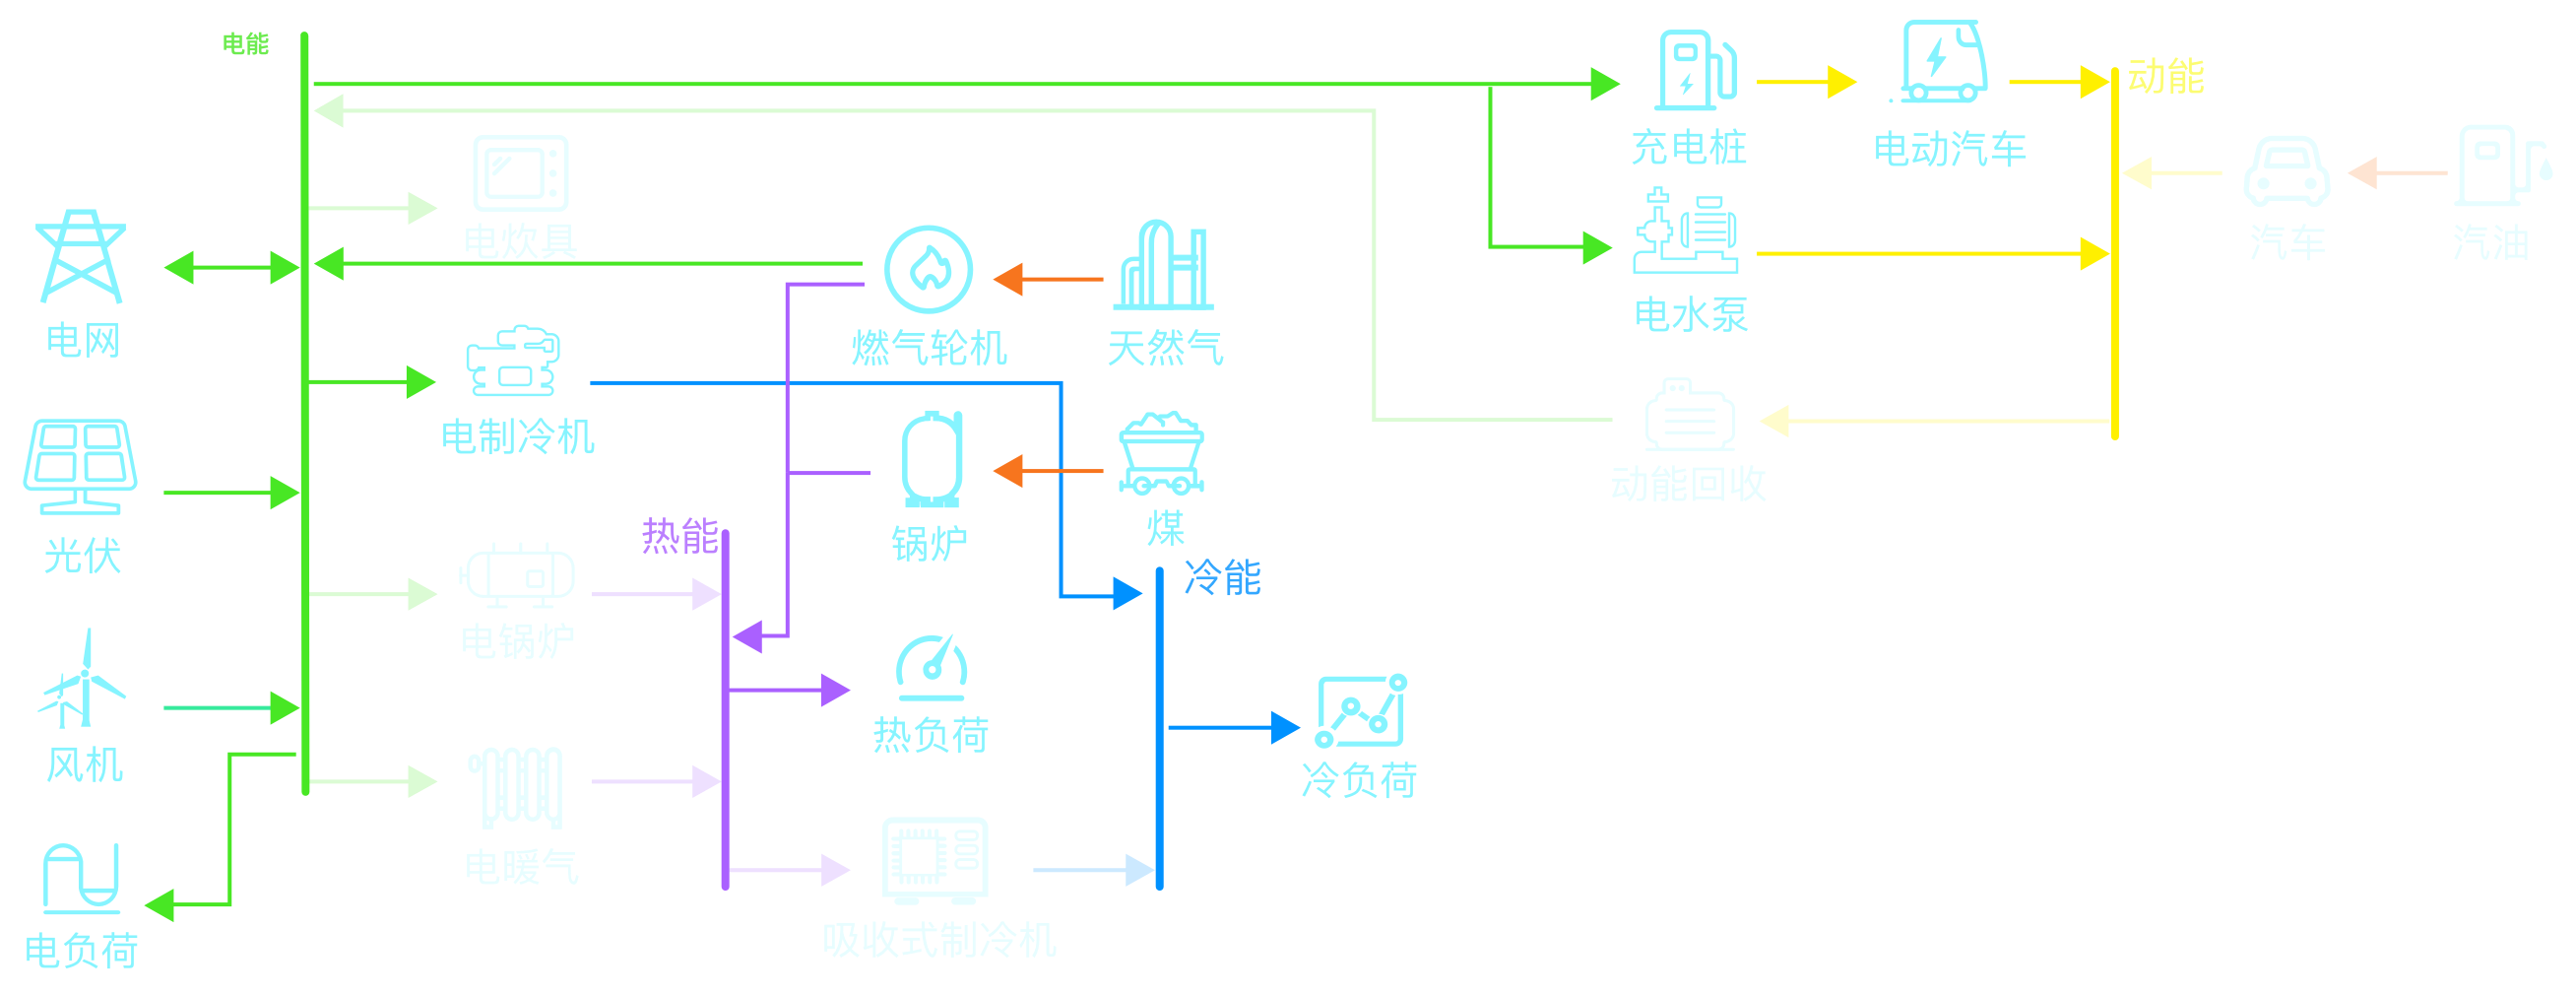 电能
动能
充电桩
电动汽车
电炊具
汽车
汽油
电网
电水泵
燃气轮机
天然气
电制冷机
动能回收
热能
锅炉
煤
光伏
冷能
电锅炉
热负荷
风机
冷负荷
电暖气
电负荷
吸收式制冷机